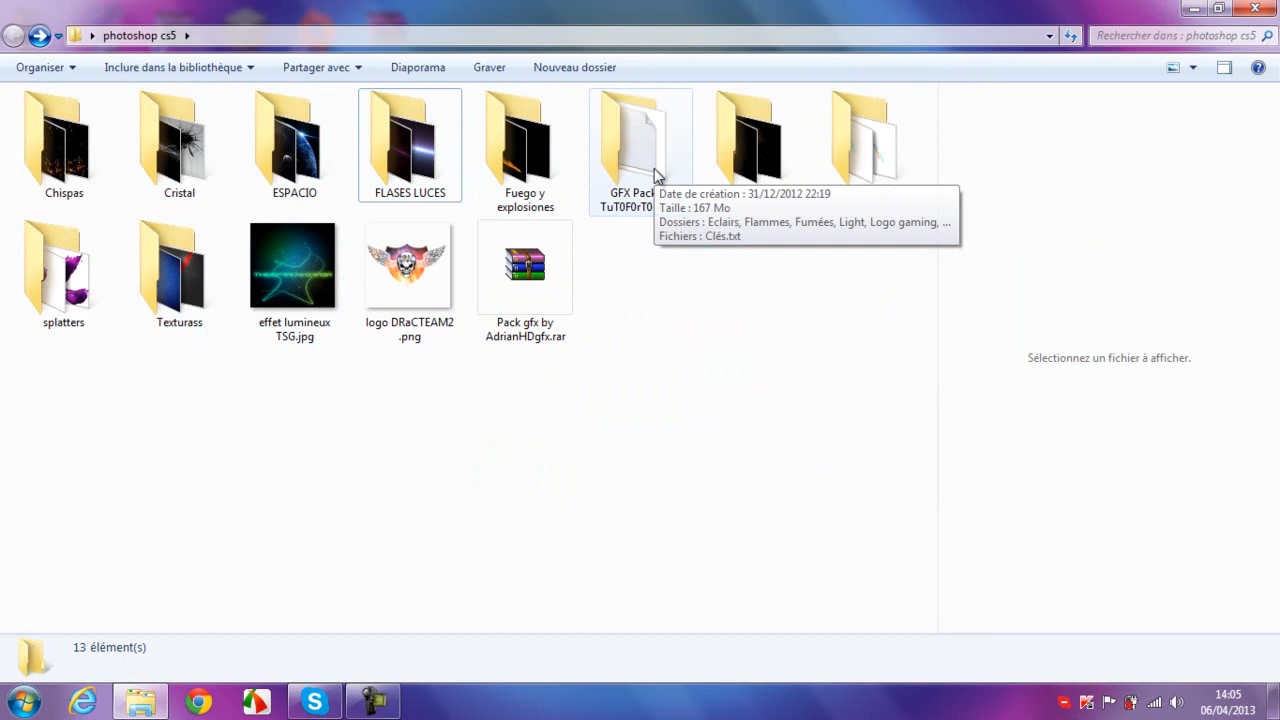 photoshop cs5
Rechercher dans : photoshop cs5
Organiser
Inclure dans la bibliothèque
Partager avec
Diaporama
Graver
Nouveau dossier
Chispas
Cristal
ESPACIO
FLASES LUCES
Fuego y
explosiones
GFX Pack
TuT0F0rT0
Date de création : 31/12/2012 22:19
Taille : 167 Mo
Dossiers : Eclairs, Flammes, Fumées, Light, Logo gaming, ...
Fichiers : Clés.txt
splatters
Texturass
effet lumineux
TSG.jpg
logo DRaCTEAM2
.png
Pack gfx by
AdrianHDgfx.rar
Sélectionnez un fichier à afficher.
13 élément(s)
14:05
06/04/2013